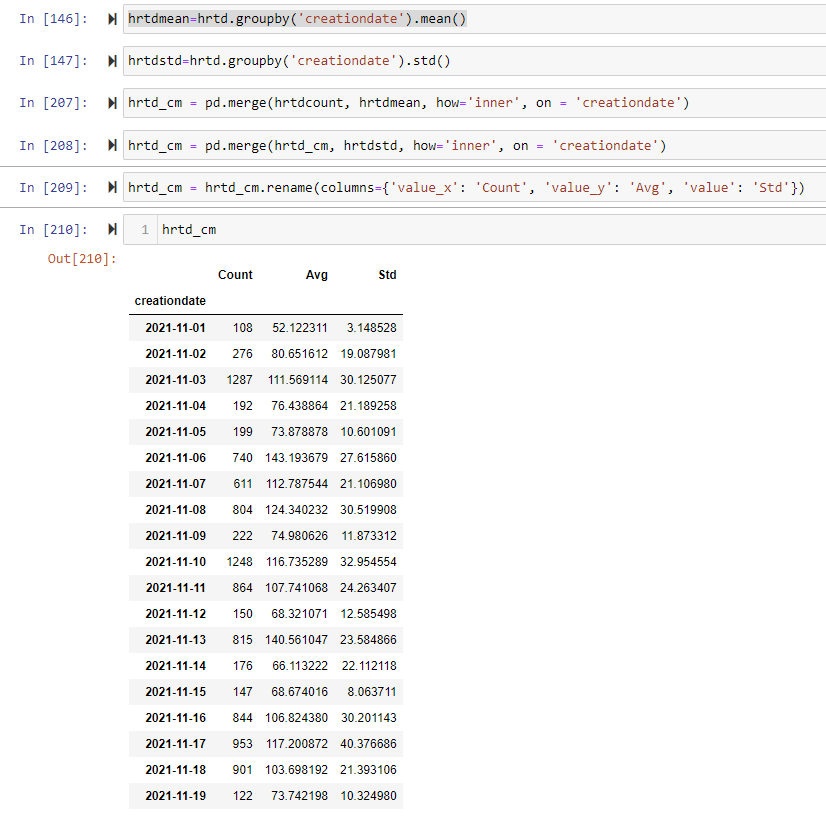 In [146]: hrtdmean=hrtd.groupby('creationdate').mean()
In [147]: hrtdstd=hrtd.groupby('creationdate').std()
In [207]: hrtd_cm = pd.merge(hrtdcount, hrtdmean, how='inner', on = 'creationdate')
In [208]: hrtd_cm = pd.merge(hrtd_cm, hrtdstd, how='inner', on = 'creationdate')
In [209]: hrtd_cm = hrtd_cm.rename(columns={'value_x': 'Count', 'value_y': 'Avg', 'value': 'Std'})
In [210]: 1 hrtd_cm
Out[210]:
Count Avg Std
creationdate
2021-11-01 108 52.122311 3.148528
2021-11-02 276 80.651612 19.087981
2021-11-03 1287 111.569114 30.125077
2021-11-04 192 76.438864 21.189258
2021-11-05 199 73.878878 10.601091
2021-11-06 740 143.193679 27.615860
2021-11-07 611 112.787544 21.106980
2021-11-08 804 124.340232 30.519908
2021-11-09 222 74.980626 11.873312
2021-11-10 1248 116.735289 32.954554
2021-11-11 864 107.741068 24.263407
2021-11-12 150 68.321071 12.585498
2021-11-13 815 140.561047 23.584866
2021-11-14 176 66.113222 22.112118
2021-11-15 147 68.674016 8.063711
2021-11-16 844 106.824380 30.201143
2021-11-17 953 117.200872 40.376686
2021-11-18 901 103.698192 21.393106
2021-11-19 122 73.742198 10.324980